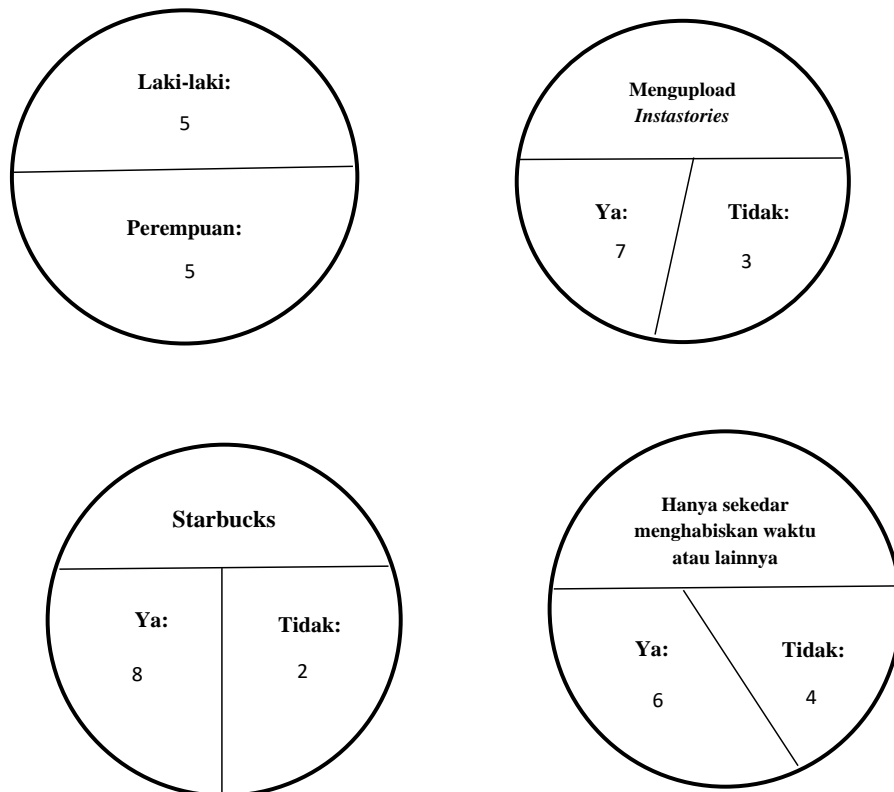 Laki-laki:
5
Perempuan:
5
Mengupload
Instastories
Ya:
7
Tidak:
3
Starbucks
Ya:
8
Tidak:
2
Hanya sekedar
menghabiskan waktu
atau lainnya
Ya:
6
Tidak:
4